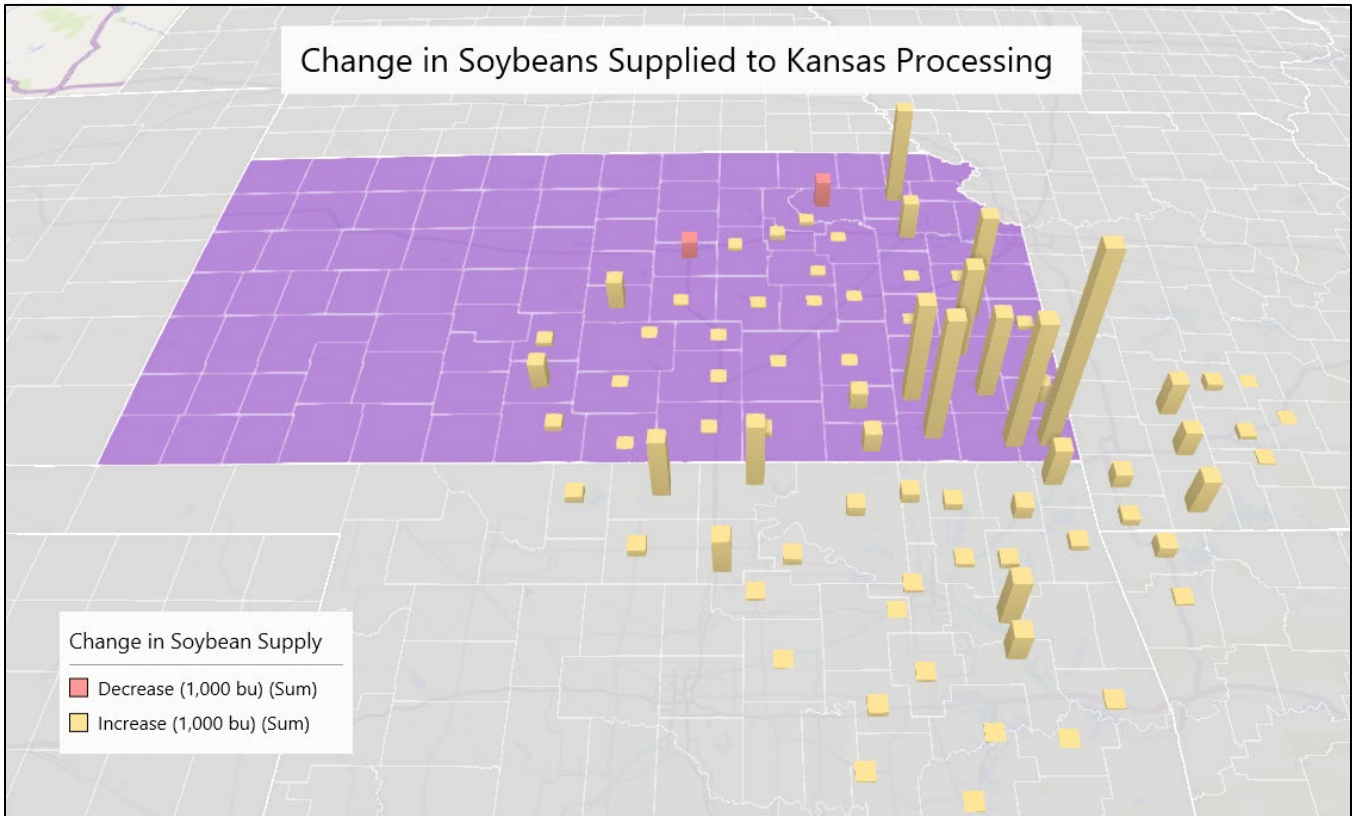 Change in Soybeans Supplied to Kansas Processing
Change in Soybean Supply
Decrease (1,000 bu) (Sum)
Increase (1,000 bu) (Sum)